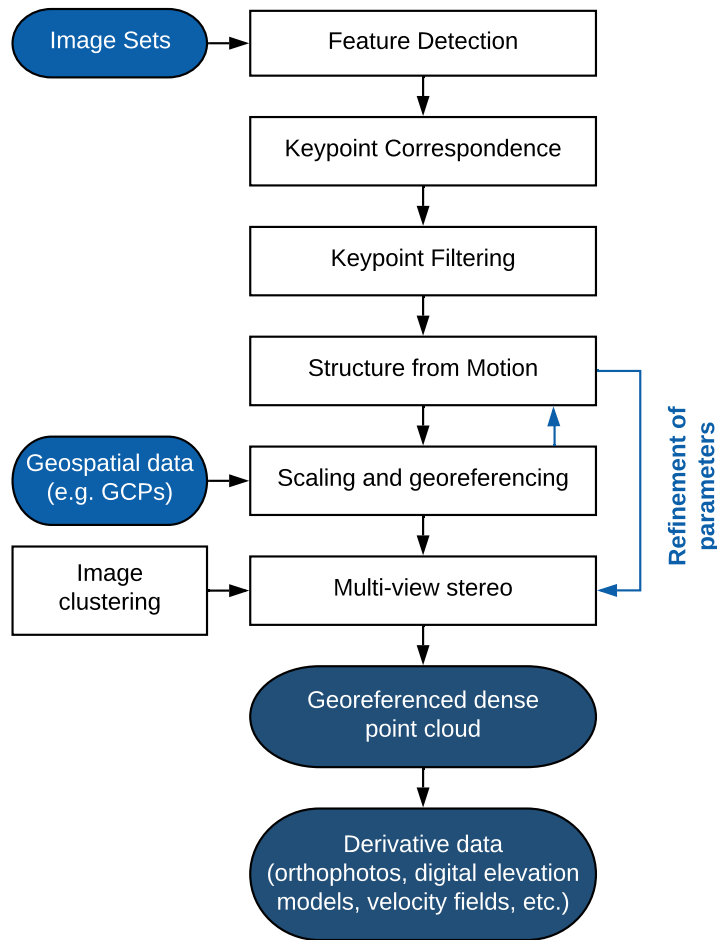 Image Sets
Feature Detection
Keypoint Correspondence
Keypoint Filtering
Structure from Motion
Refinement of
parameters
Geospatial data
(e.g. GCPs)
Scaling and georeferencing
Image
clustering
Multi-view stereo
Georeferenced dense
point cloud
Derivative data
(orthophotos, digital elevation
models, velocity fields, etc.)